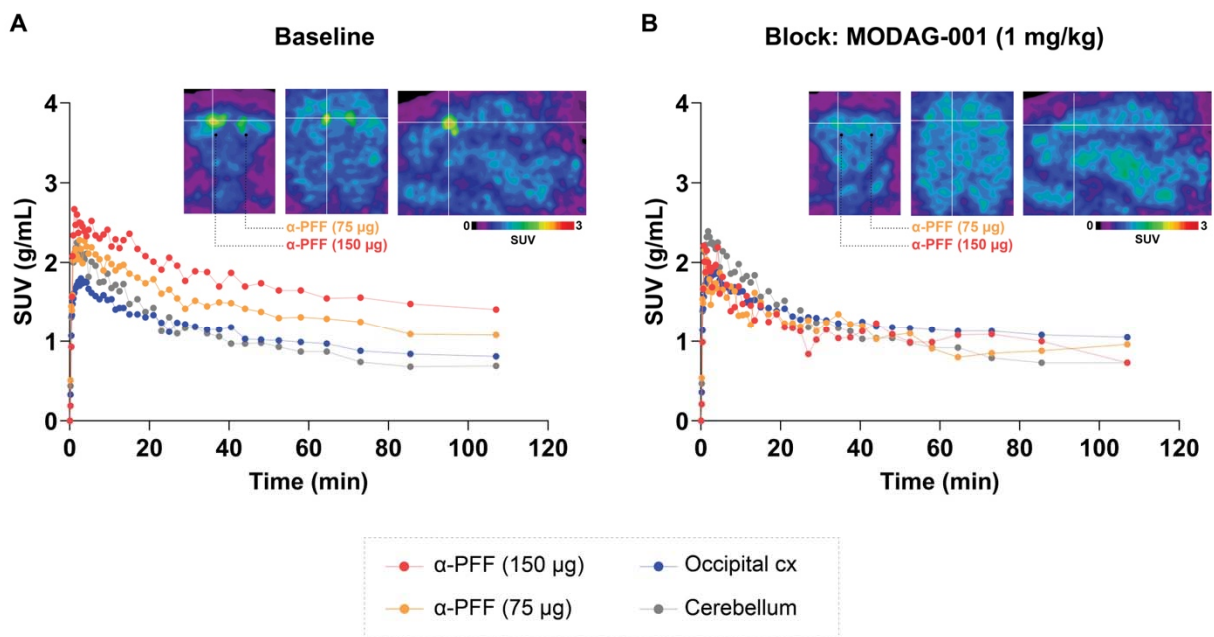 A
Baseline
B
Block: MODAG-001 (1 mg/kg)
4
3
2
1
0
SUV (g/mL)
0 20 40 60 80 100 120
Time (min)
α-PFF (75 µg)
α-PFF (150 µg)
0 3
SUV
4
3
2
1
0
SUV (g/mL)
0 20 40 60 80 100 120
Time (min)
α-PFF (75 µg)
α-PFF (150 µg)
0 3
SUV
α-PFF (150 µg) Occipital cx
α-PFF (75 µg) Cerebellum